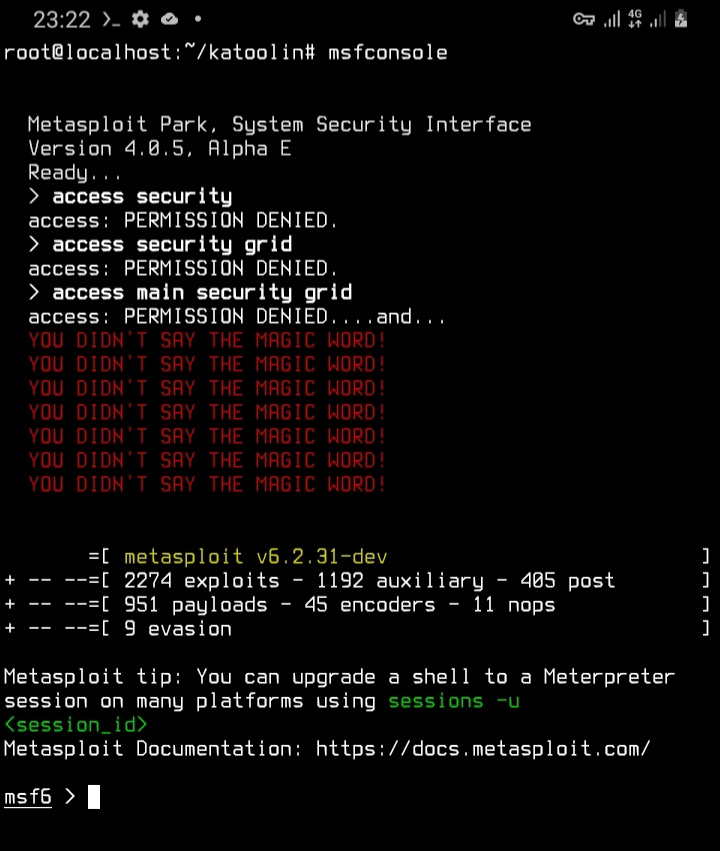 23:22 >_
4G
root@localhost:~/katoolin# msfconsole
Metasploit Park, System Security Interface
Version 4.0.5, Alpha E
Ready...
> access security
access: PERMISSION DENIED.
> access security grid
access: PERMISSION DENIED.
> access main security grid
access: PERMISSION DENIED....and...
YOU DIDN'T SAY THE MAGIC WORD!
YOU DIDN'T SAY THE MAGIC WORD!
YOU DIDN'T SAY THE MAGIC WORD!
YOU DIDN'T SAY THE MAGIC WORD!
YOU DIDN'T SAY THE MAGIC WORD!
YOU DIDN'T SAY THE MAGIC WORD!
YOU DIDN'T SAY THE MAGIC WORD!
=[ metasploit v6.2.31-dev ]
+ -- --=[ 2274 exploits - 1192 auxiliary - 405 post ]
+ -- --=[ 951 payloads - 45 encoders - 11 nops ]
+ -- --=[ 9 evasion ]
Metasploit tip: You can upgrade a shell to a Meterpreter
session on many platforms using sessions -u
<session_id>
Metasploit Documentation: https://docs.metasploit.com/
msf6 >